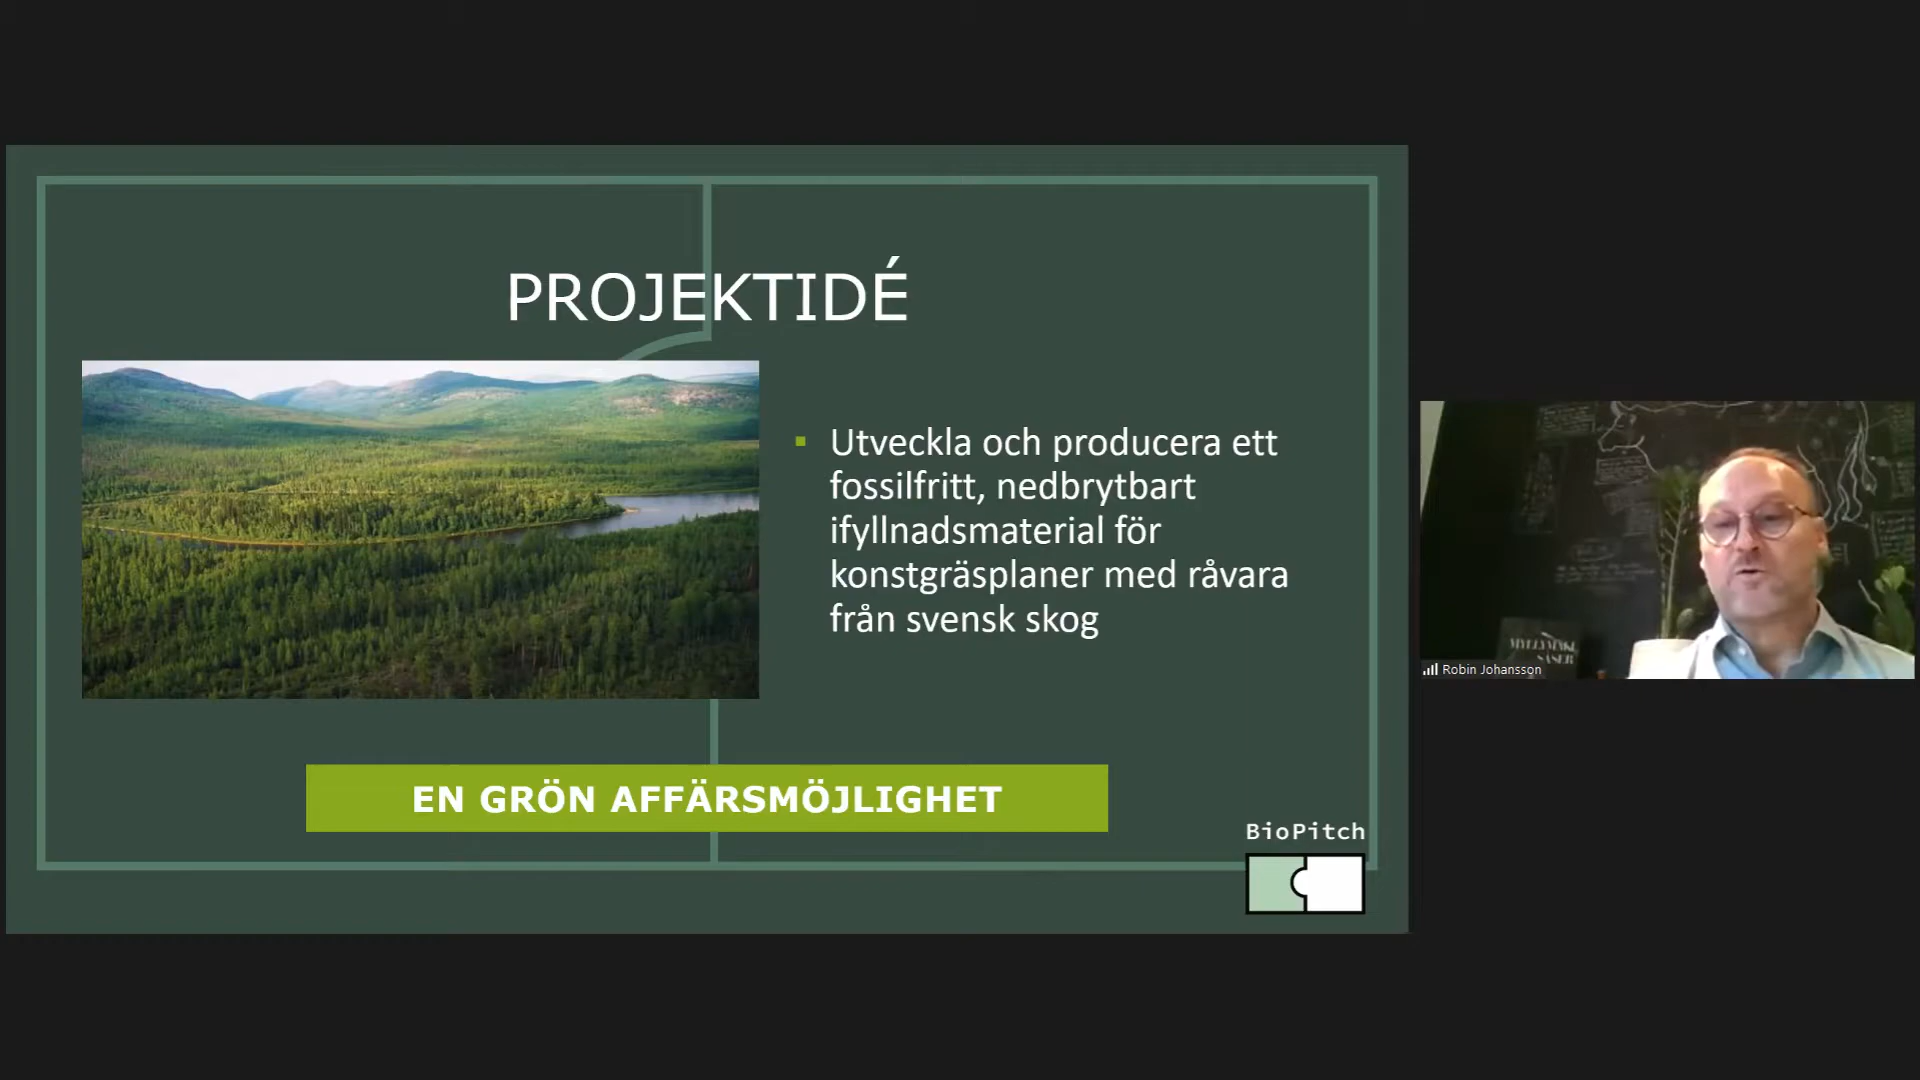 PROJEKTIDÉ
Utveckla och producera ett
fossilfritt, nedbrytbart
ifyllnadsmaterial för
konstgräsplaner med råvara
från svensk skog
EN GRÖN AFFÄRSMÖJLIGHET
BioPitch
Robin Johansson